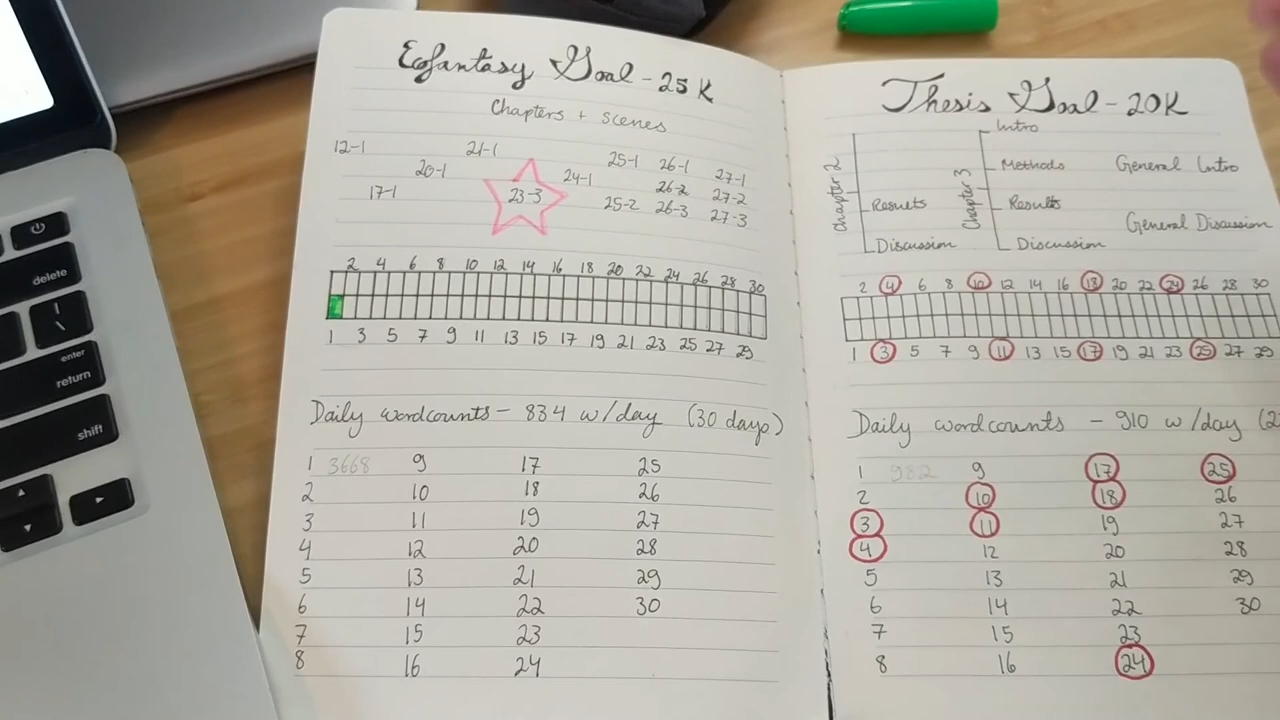 delete
enter
return
shift
Ecofantasy Goal - 25K
Chapters + Scenes
12-1 21-1 25-1 26-1 27-1
20-1 24-1 26-2 27-2
17-1 23-3 25-2 26-3 27-3
2 4 6 8 10 12 14 16 18 20 22 24 26 28 30
1 3 5 7 9 11 13 15 17 19 21 23 25 27 29
Daily wordcounts - 834 w/day (30 days)
1 3668 9 17 25
2 10 18 26
3 11 19 27
4 12 20 28
5 13 21 29
6 14 22 30
7 15 23
8 16 24
Thesis Goal - 20K
Chapter 2
Results
Discussion
Chapter 3
Intro
Methods
Results
Discussion
General Intro
General Discussion
2 4 6 8 10 12 14 16 18 20 22 24 26 28 30
1 3 5 7 9 11 13 15 17 19 21 23 25 27 29
Daily wordcounts - 910 w/day
1 982 9 17 25
2 10 18 26
3 11 19 27
4 12 20 28
5 13 21 29
6 14 22 30
7 15 23
8 16 24